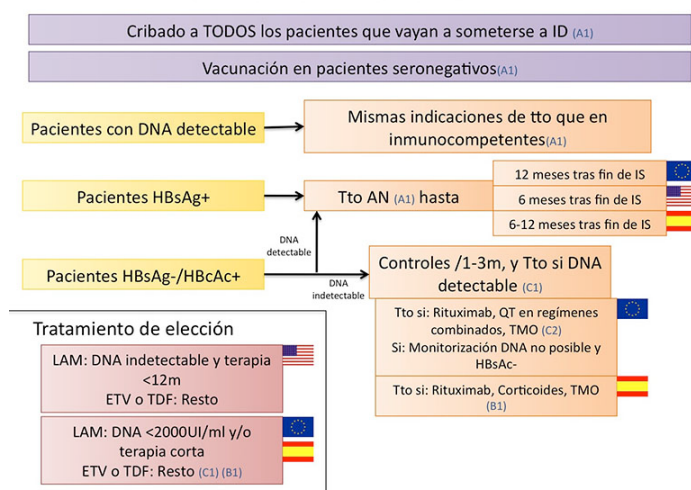 Cribado a TODOS los pacientes que vayan a someterse a ID (A1)
Vacunación en pacientes seronegativos(A1)
Pacientes con DNA detectable
Mismas indicaciones de tto que en
inmunocompetentes(A1)
Pacientes HBsAg+
Tto AN (A1) hasta
12 meses tras fin de IS
6 meses tras fin de IS
6-12 meses tras fin de IS
DNA
detectable
Pacientes HBsAg-/HBcAc+
DNA
indetectable
Controles /1-3m, y Tto si DNA
detectable (C1)
Tto si: Rituximab, QT en regímenes
combinados, TMO (C2)
Si: Monitorización DNA no posible y
HBsAc-
Tto si: Rituximab, Corticoides, TMO
(B1)
Tratamiento de elección
LAM: DNA indetectable y terapia
<12m
ETV o TDF: Resto
LAM: DNA <2000UI/ml y/o
terapia corta
ETV o TDF: Resto (C1) (B1)